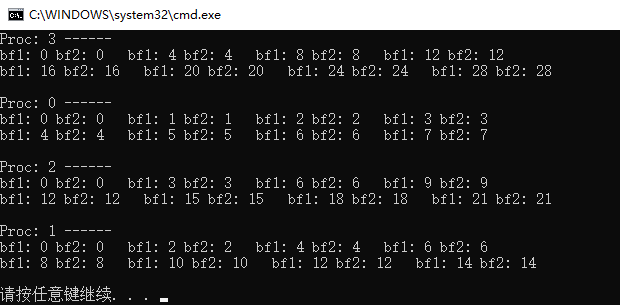 C:\WINDOWS\system32\cmd.exe
Proc: 3 ------
bf1: 0 bf2: 0   bf1: 4 bf2: 4   bf1: 8 bf2: 8   bf1: 12 bf2: 12
bf1: 16 bf2: 16   bf1: 20 bf2: 20   bf1: 24 bf2: 24   bf1: 28 bf2: 28
Proc: 0 ------
bf1: 0 bf2: 0   bf1: 1 bf2: 1   bf1: 2 bf2: 2   bf1: 3 bf2: 3
bf1: 4 bf2: 4   bf1: 5 bf2: 5   bf1: 6 bf2: 6   bf1: 7 bf2: 7
Proc: 2 ------
bf1: 0 bf2: 0   bf1: 3 bf2: 3   bf1: 6 bf2: 6   bf1: 9 bf2: 9
bf1: 12 bf2: 12   bf1: 15 bf2: 15   bf1: 18 bf2: 18   bf1: 21 bf2: 21
Proc: 1 ------
bf1: 0 bf2: 0   bf1: 2 bf2: 2   bf1: 4 bf2: 4   bf1: 6 bf2: 6
bf1: 8 bf2: 8   bf1: 10 bf2: 10   bf1: 12 bf2: 12   bf1: 14 bf2: 14
请按任意键继续. . .